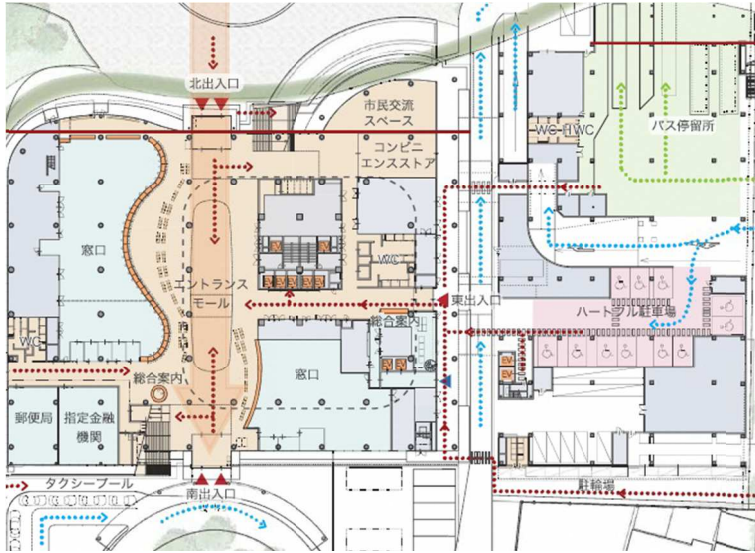 北出入口
市民交流
スペース
コンビニ
エンスストア
WC
WC
バス停留所
窓口
WC
エントランス
モール
東出入口
ハートフル駐車場
総合案内
WC
総合案内
窓口
郵便局
指定金融
機関
タクシープール
南出入口
駐輪場